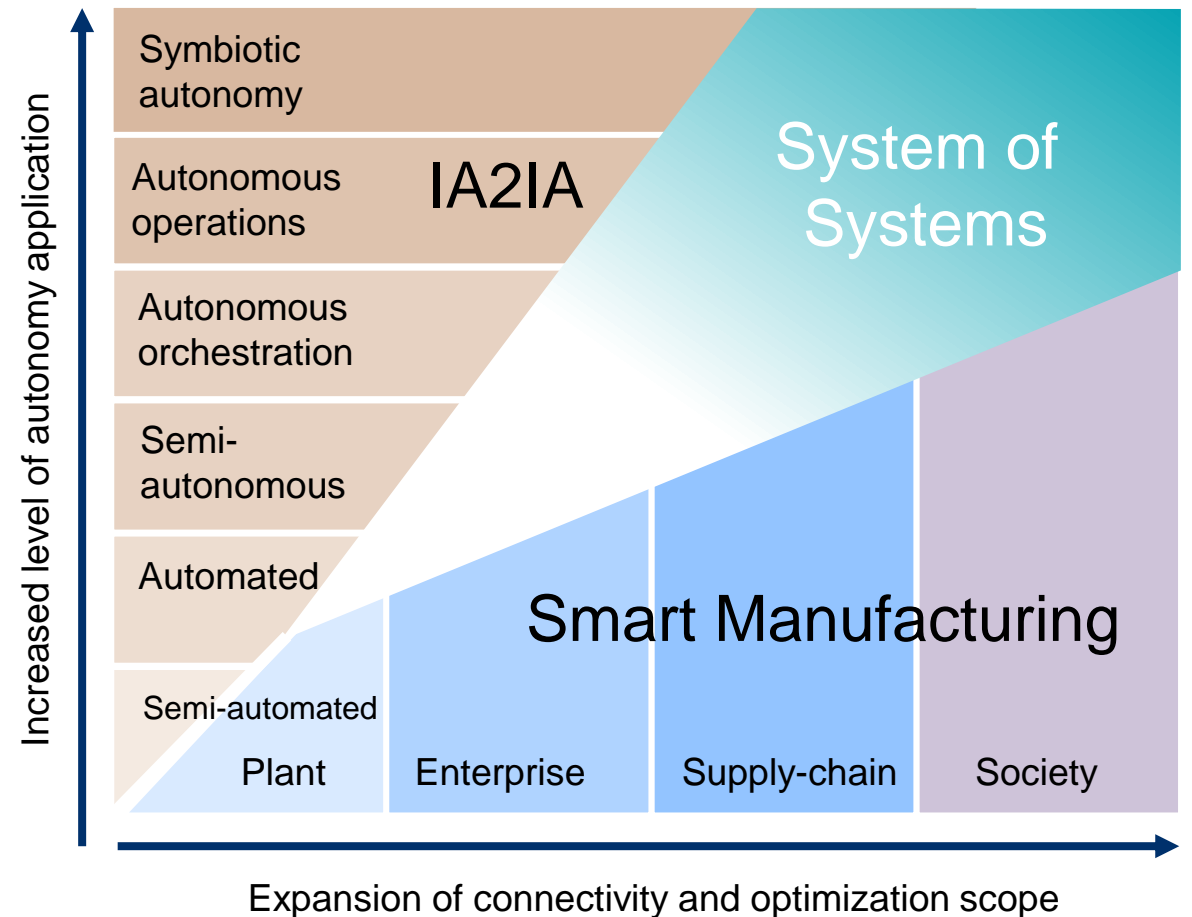 Increased level of autonomy application
Symbiotic
autonomy
Autonomous
operations
IA2IA
System of
Systems
Autonomous
orchestration
Semi-
autonomous
Automated
Smart Manufacturing
Semi-automated
Plant
Enterprise
Supply-chain
Society
Expansion of connectivity and optimization scope